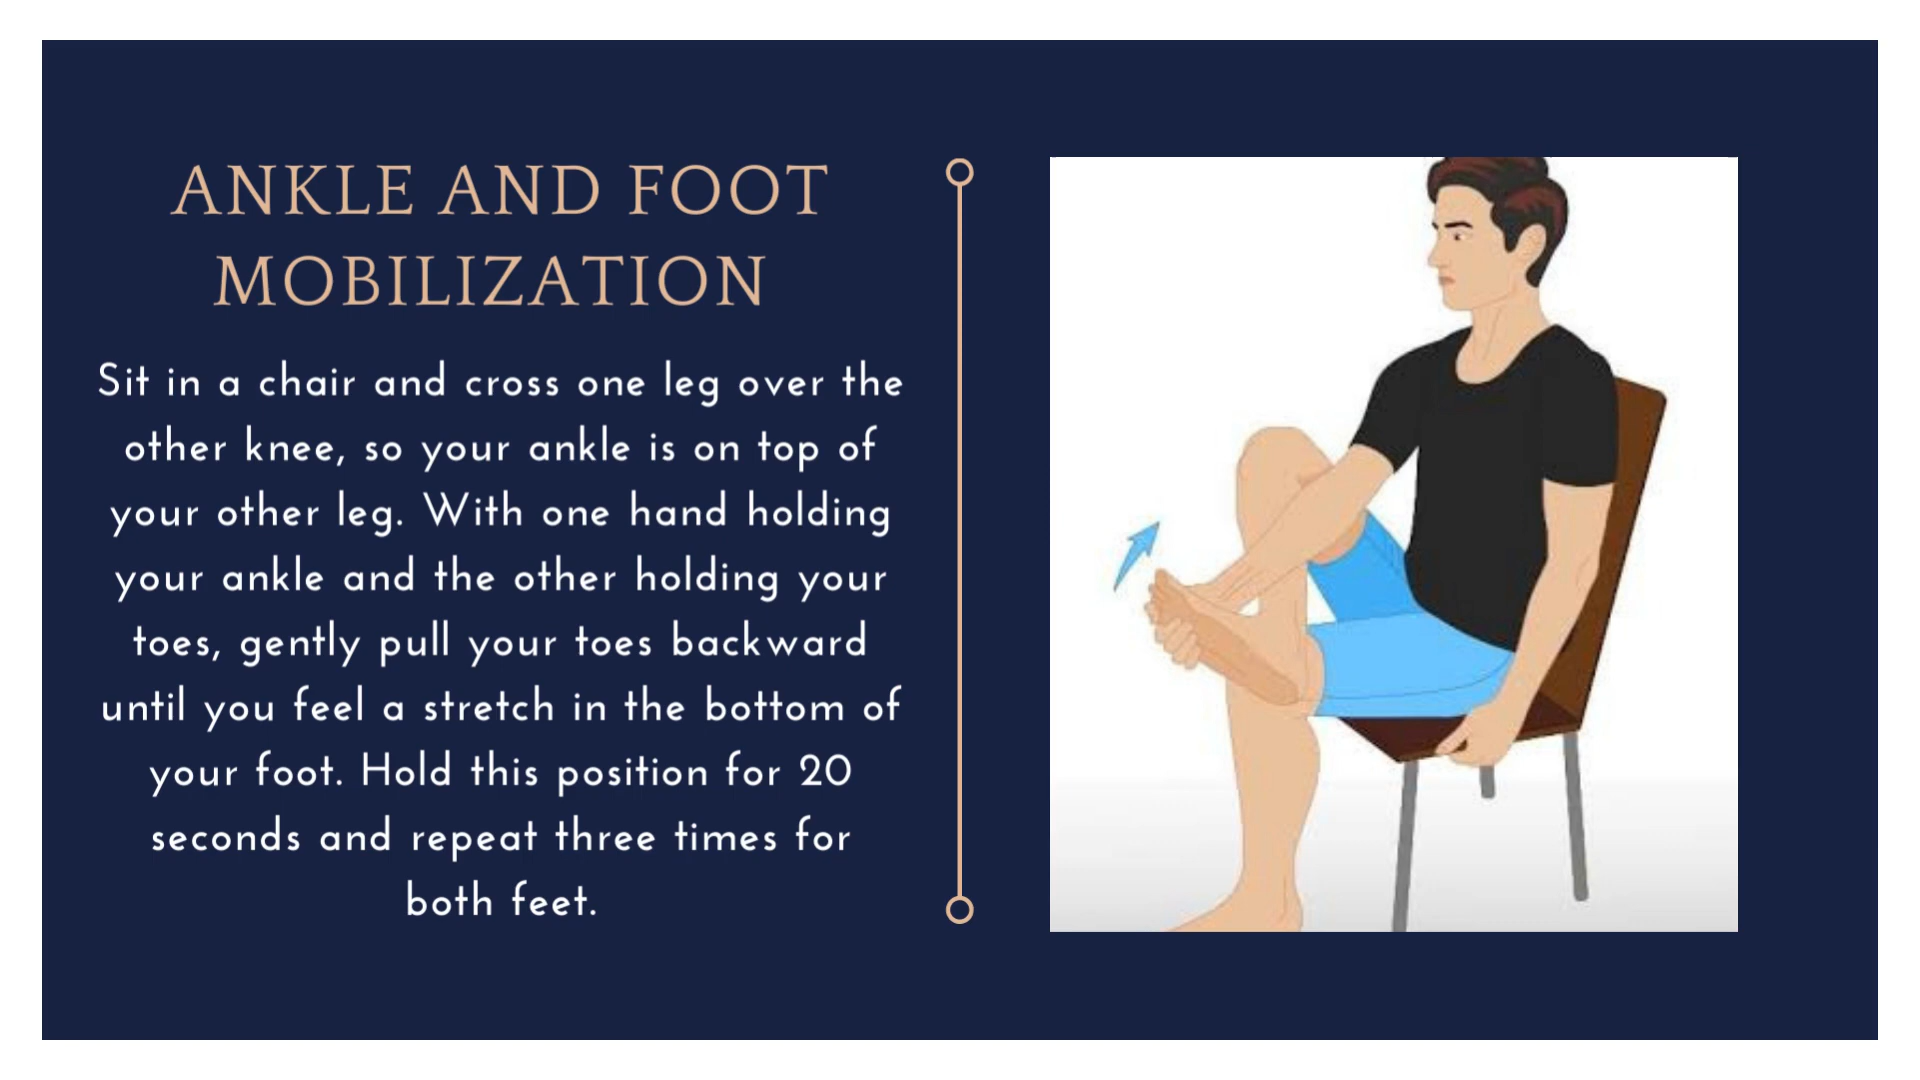 ANKLE AND FOOT
MOBILIZATION
Sit in a chair and cross one leg over the
other knee, so your ankle is on top of
your other leg. With one hand holding
your ankle and the other holding your
toes, gently pull your toes backward
until you feel a stretch in the bottom of
your foot. Hold this position for 20
seconds and repeat three times for
both feet.